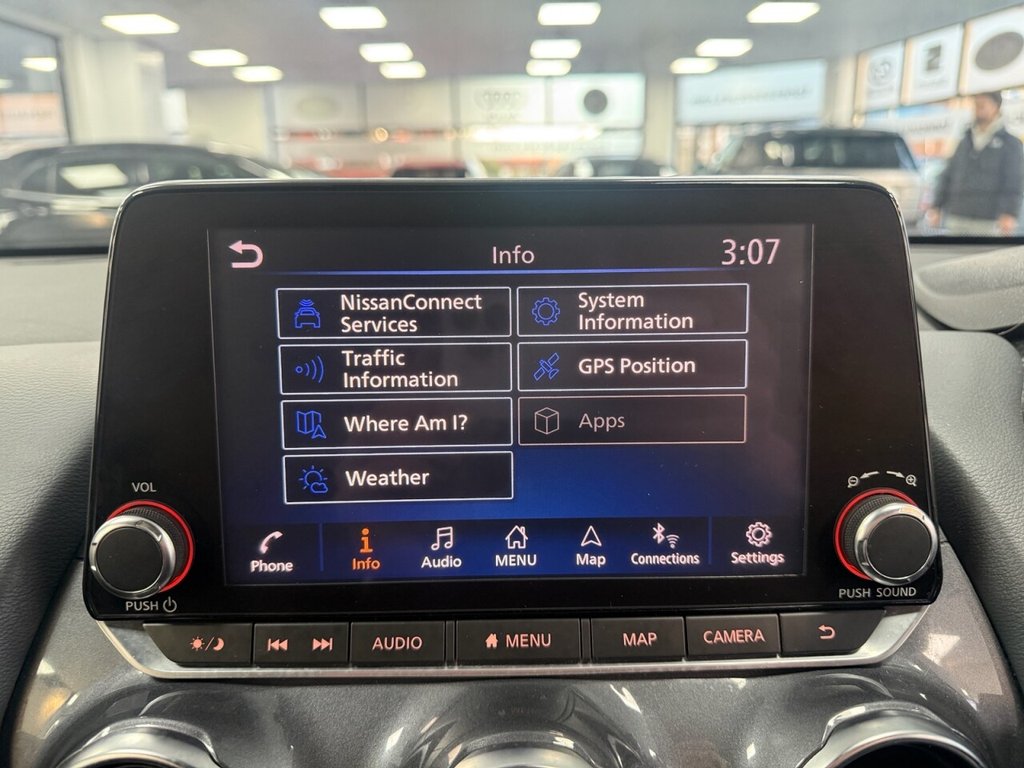 Info
3:07
NissanConnect
Services
System
Information
Traffic
Information
GPS Position
Where Am I?
Apps
Weather
VOL
PUSH
Phone
Info
Audio
MENU
Map
Connections
Settings
PUSH SOUND
AUDIO
MENU
MAP
CAMERA